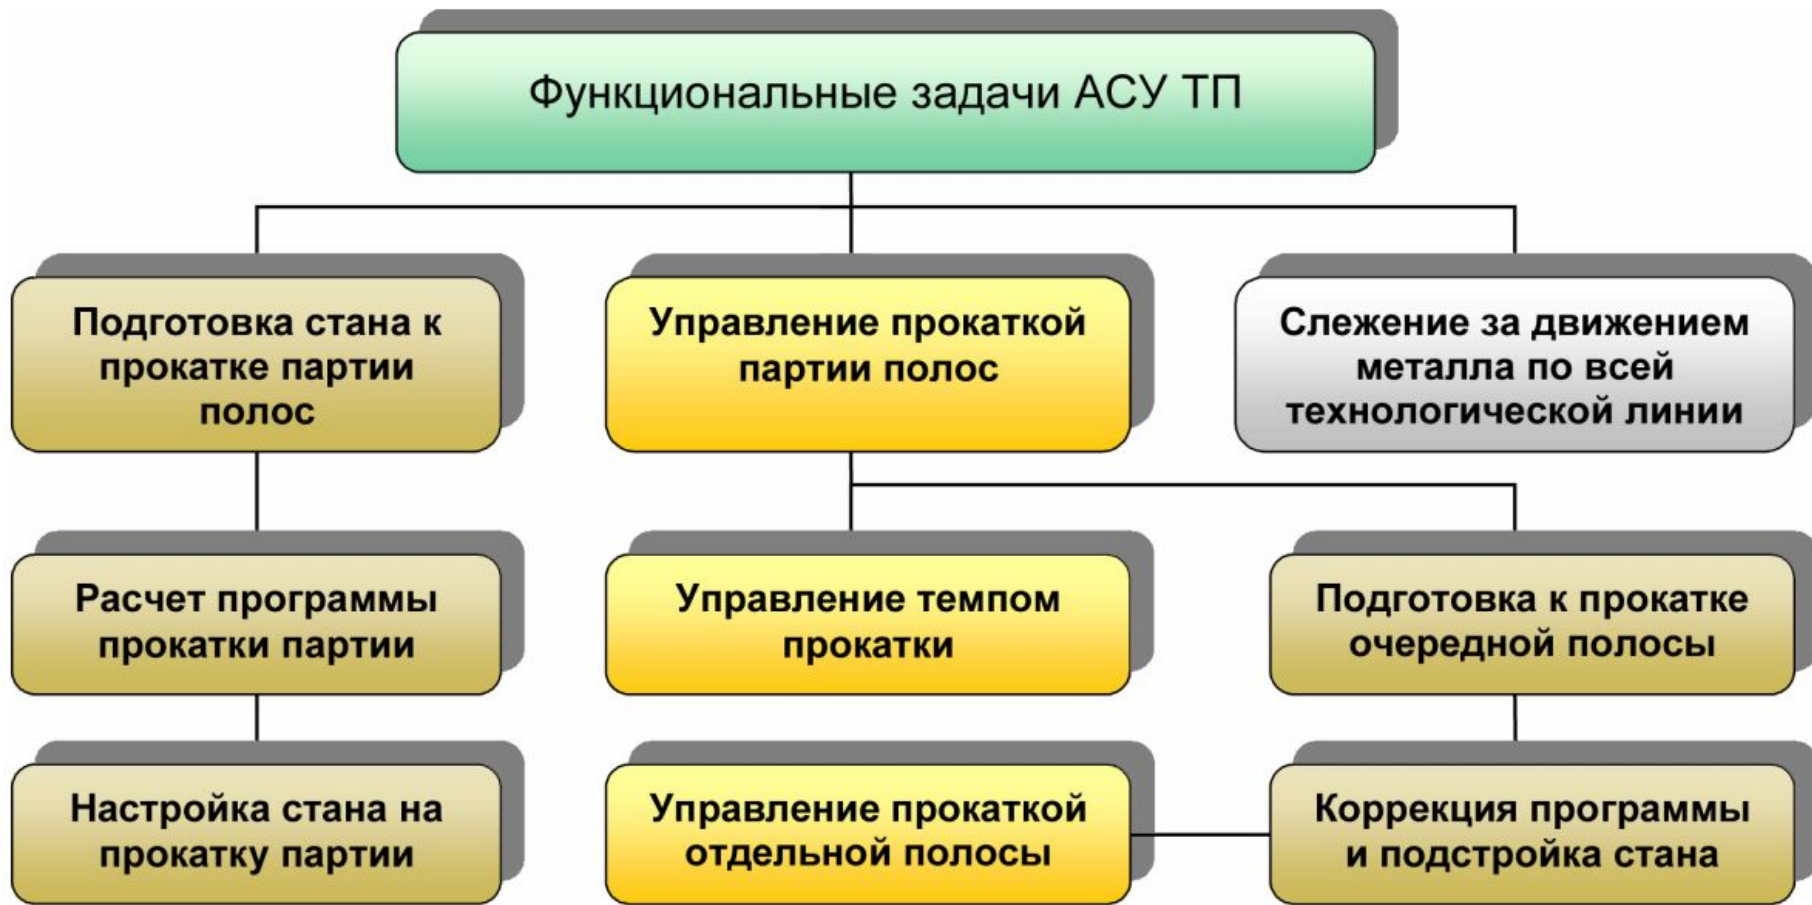 Функциональные задачи АСУ ТП
Подготовка стана к
прокатке партии
полос
Управление прокаткой
партии полос
Слежение за движением
металла по всей
технологической линии
Расчет программы
прокатки партии
Управление темпом
прокатки
Подготовка к прокатке
очередной полосы
Настройка стана на
прокатку партии
Управление прокаткой
отдельной полосы
Коррекция программы
и подстройка стана